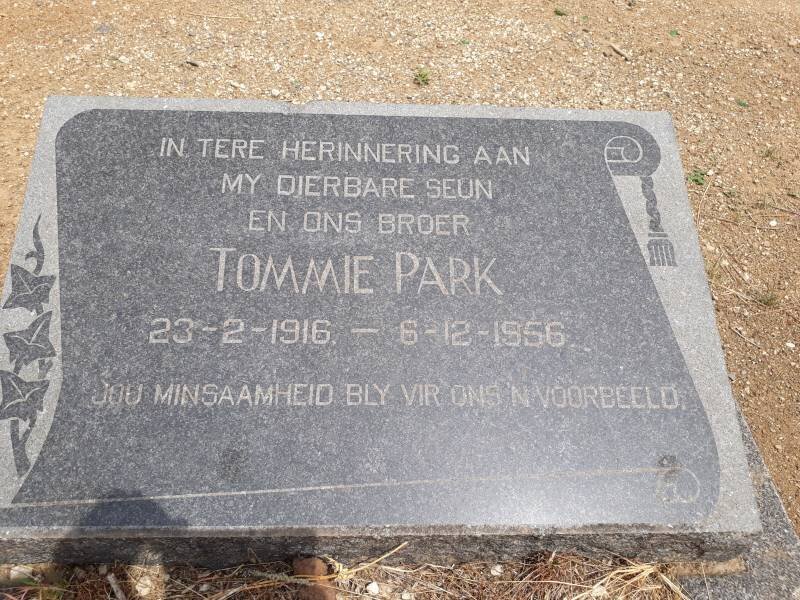 IN TERE HERINNERING AAN
MY DIERBARE SEUN
EN ONS BROER
TOMMIE PARK
23-2-1916. — 6-12-1956.
JOU MINSAAMHEID BLY VIR ONS 'N VOORBEELD.